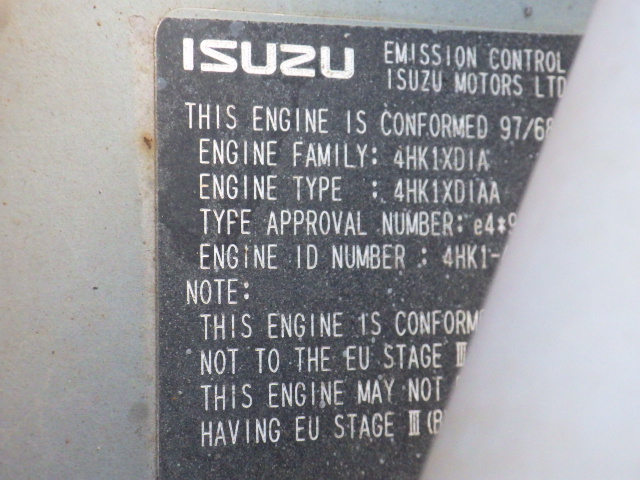 ISUZU EMISSION CONTROL
ISUZU MOTORS LTD
THIS ENGINE IS CONFORMED 97/68
ENGINE FAMILY: 4HK1XDIA
ENGINE TYPE : 4HK1XDIAA
TYPE APPROVAL NUMBER: e4*9
ENGINE ID NUMBER : 4HK1-
NOTE:
THIS ENGINE IS CONFORM
NOT TO THE EU STAGE Ⅲ
THIS ENGINE MAY NOT
HAVING EU STAGE Ⅲ (B